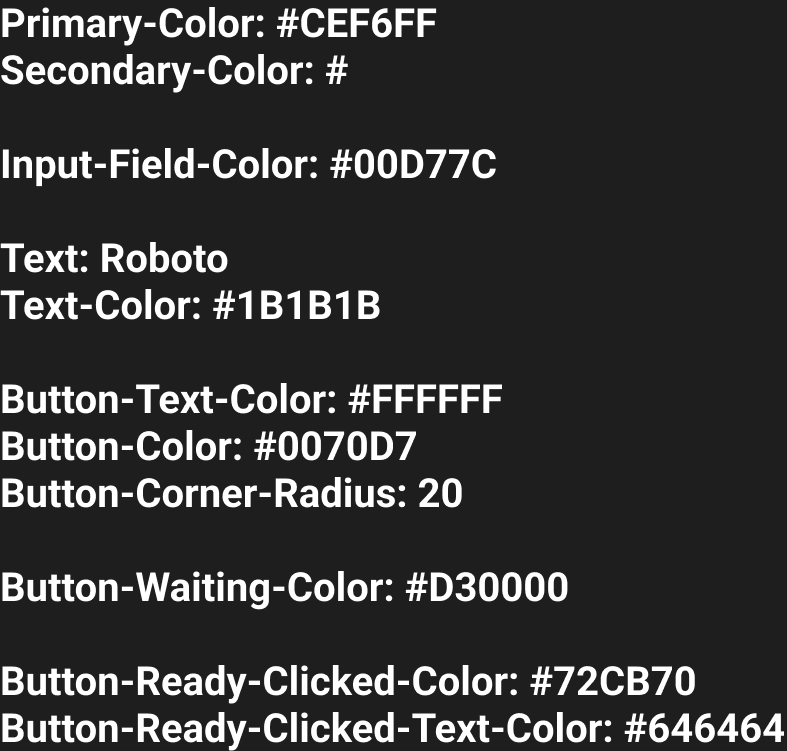 Primary-Color: #CEF6FF
Secondary-Color: #
Input-Field-Color: #00D77C
Text: Roboto
Text-Color: #1B1B1B
Button-Text-Color: #FFFFFF
Button-Color: #0070D7
Button-Corner-Radius: 20
Button-Waiting-Color: #D30000
Button-Ready-Clicked-Color: #72CB70
Button-Ready-Clicked-Text-Color: #646464